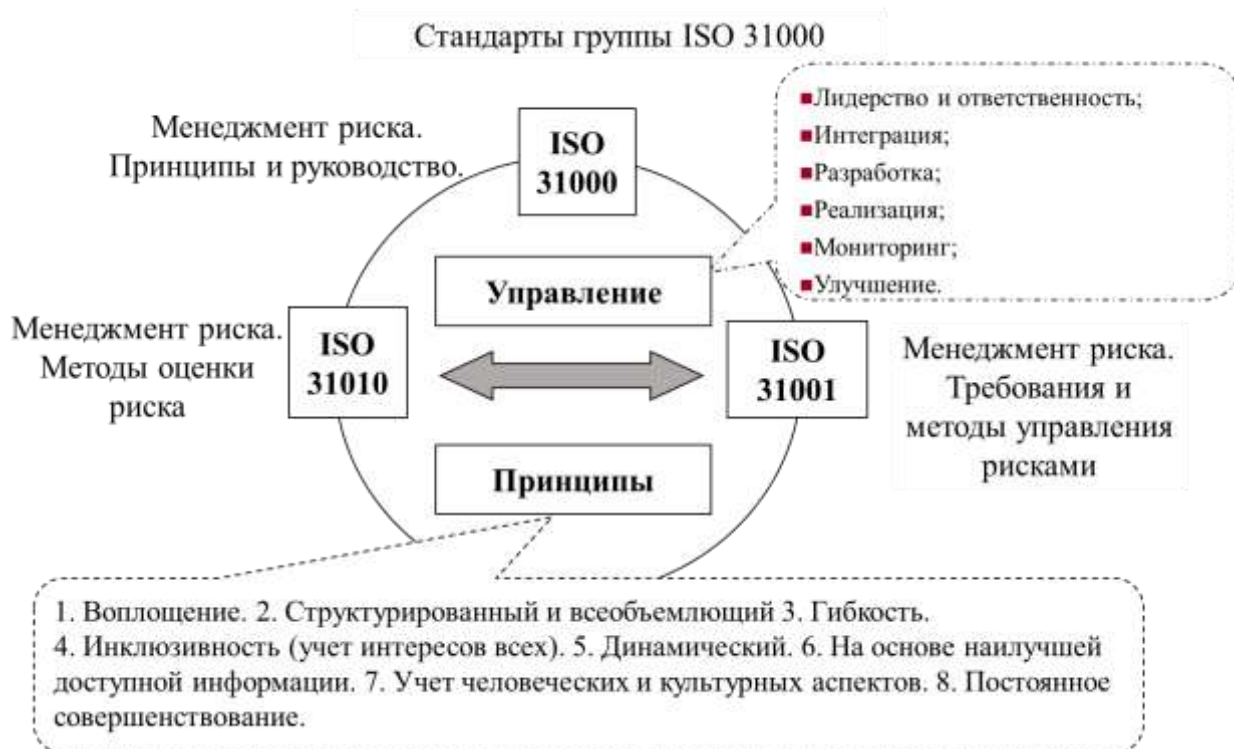 Стандарты группы ISO 31000
Менеджмент риска.
Принципы и руководство.
ISO
31000
■Лидерство и ответственность;
■Интеграция;
■Разработка;
■Реализация;
■Мониторинг;
■Улучшение.
Управление
Менеджмент риска.
Методы оценки
риска
ISO
31010
ISO
31001
Менеджмент риска.
Требования и
методы управления
рисками
Принципы
1. Воплощение. 2. Структурированный и всеобъемлющий 3. Гибкость.
4. Инклюзивность (учет интересов всех). 5. Динамический. 6. На основе наилучшей
доступной информации. 7. Учет человеческих и культурных аспектов. 8. Постоянное
совершенствование.